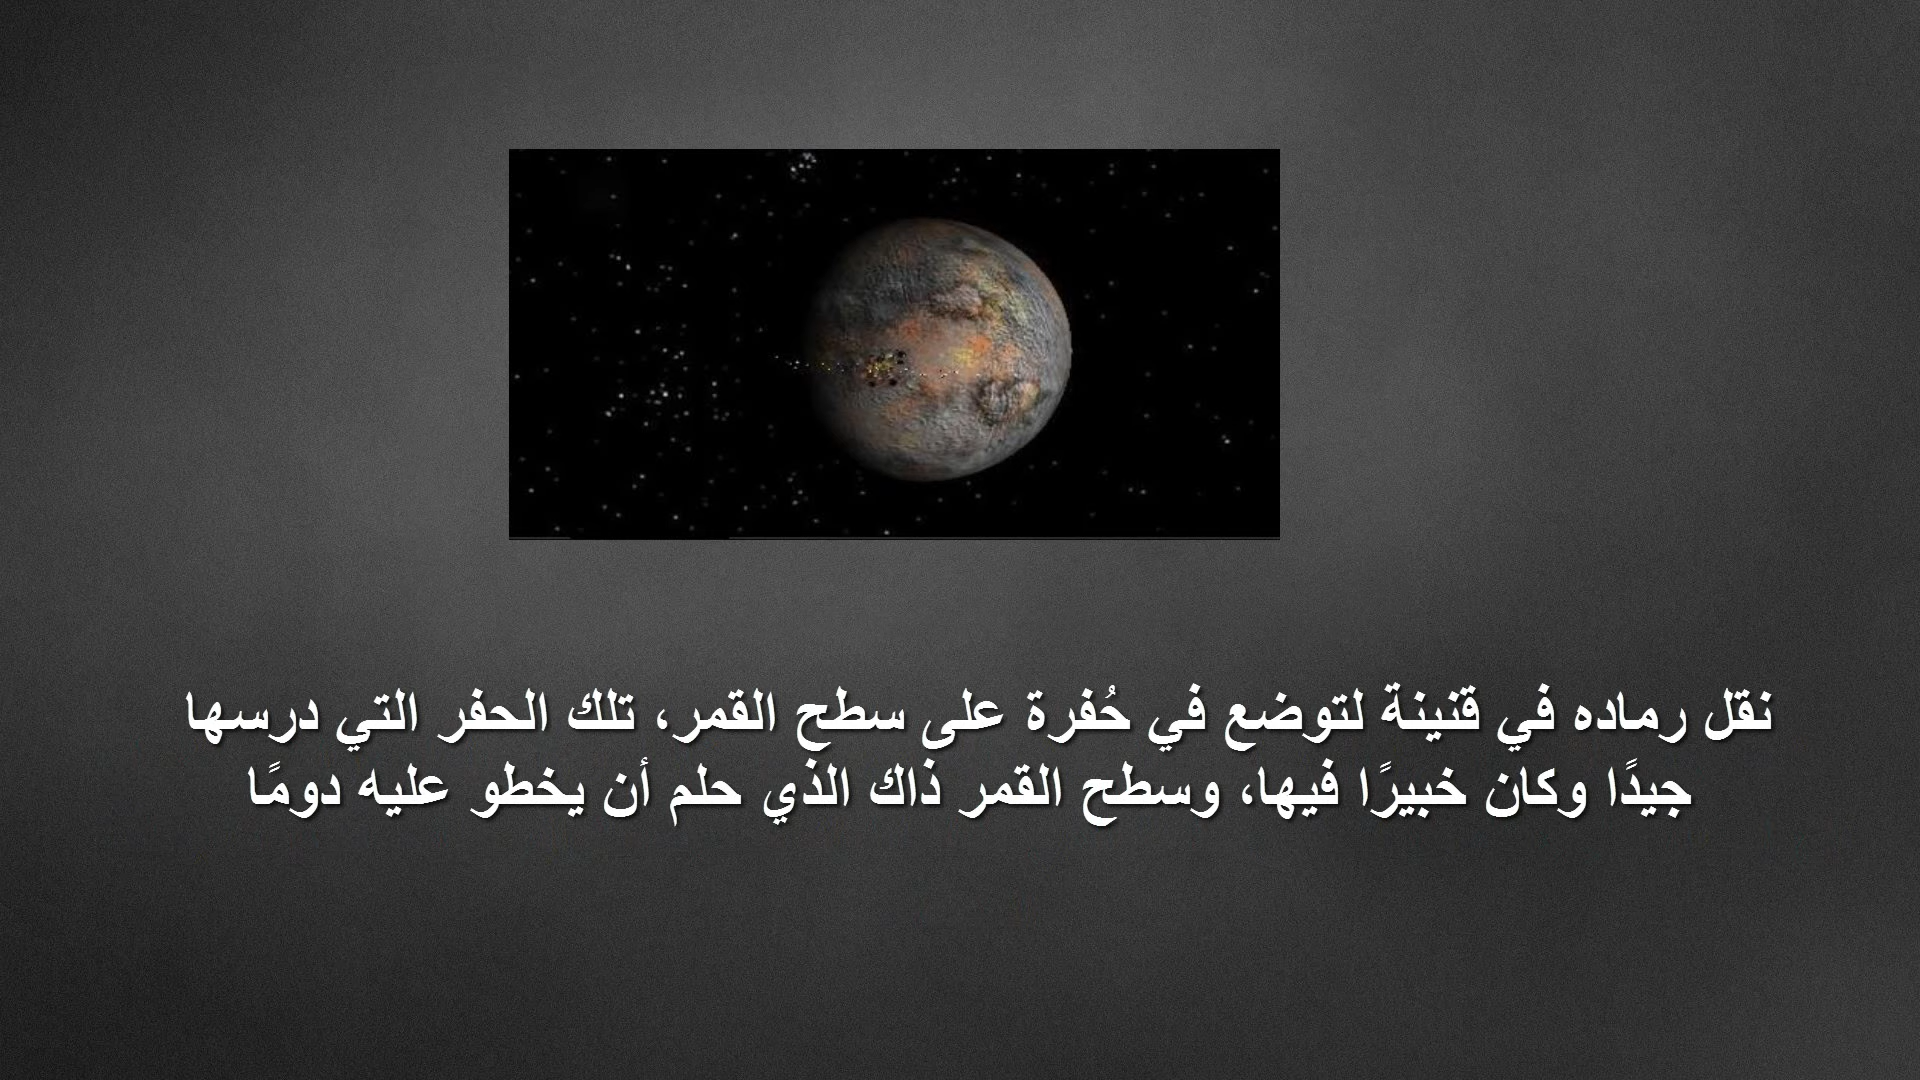 نقل رماده في قنينة لتوضع في حُفرة على سطح القمر، تلك الحفر التي درسها
جيدًا وكان خبيرًا فيها، وسطح القمر ذاك الذي حلم أن يخطو عليه دومًا